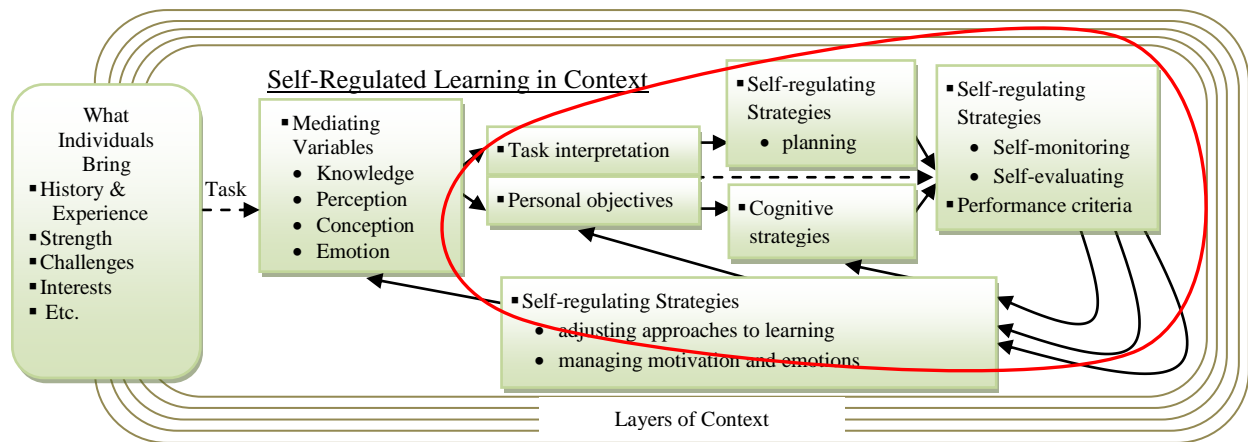 Self-Regulated Learning in Context
What
Individuals
Bring
▪ History &
Experience
▪ Strength
▪ Challenges
▪ Interests
▪ Etc.
Task
▪ Mediating
Variables
• Knowledge
• Perception
• Conception
• Emotion
▪ Task interpretation
▪ Personal objectives
▪ Self-regulating
Strategies
• planning
▪ Cognitive
strategies
▪ Self-regulating
Strategies
• Self-monitoring
• Self-evaluating
▪ Performance criteria
▪ Self-regulating Strategies
• adjusting approaches to learning
• managing motivation and emotions
Layers of Context